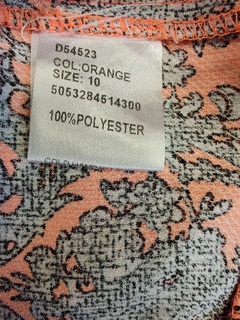 D54523
COL:ORANGE
SIZE: 10
5053284514300
100%POLYESTER